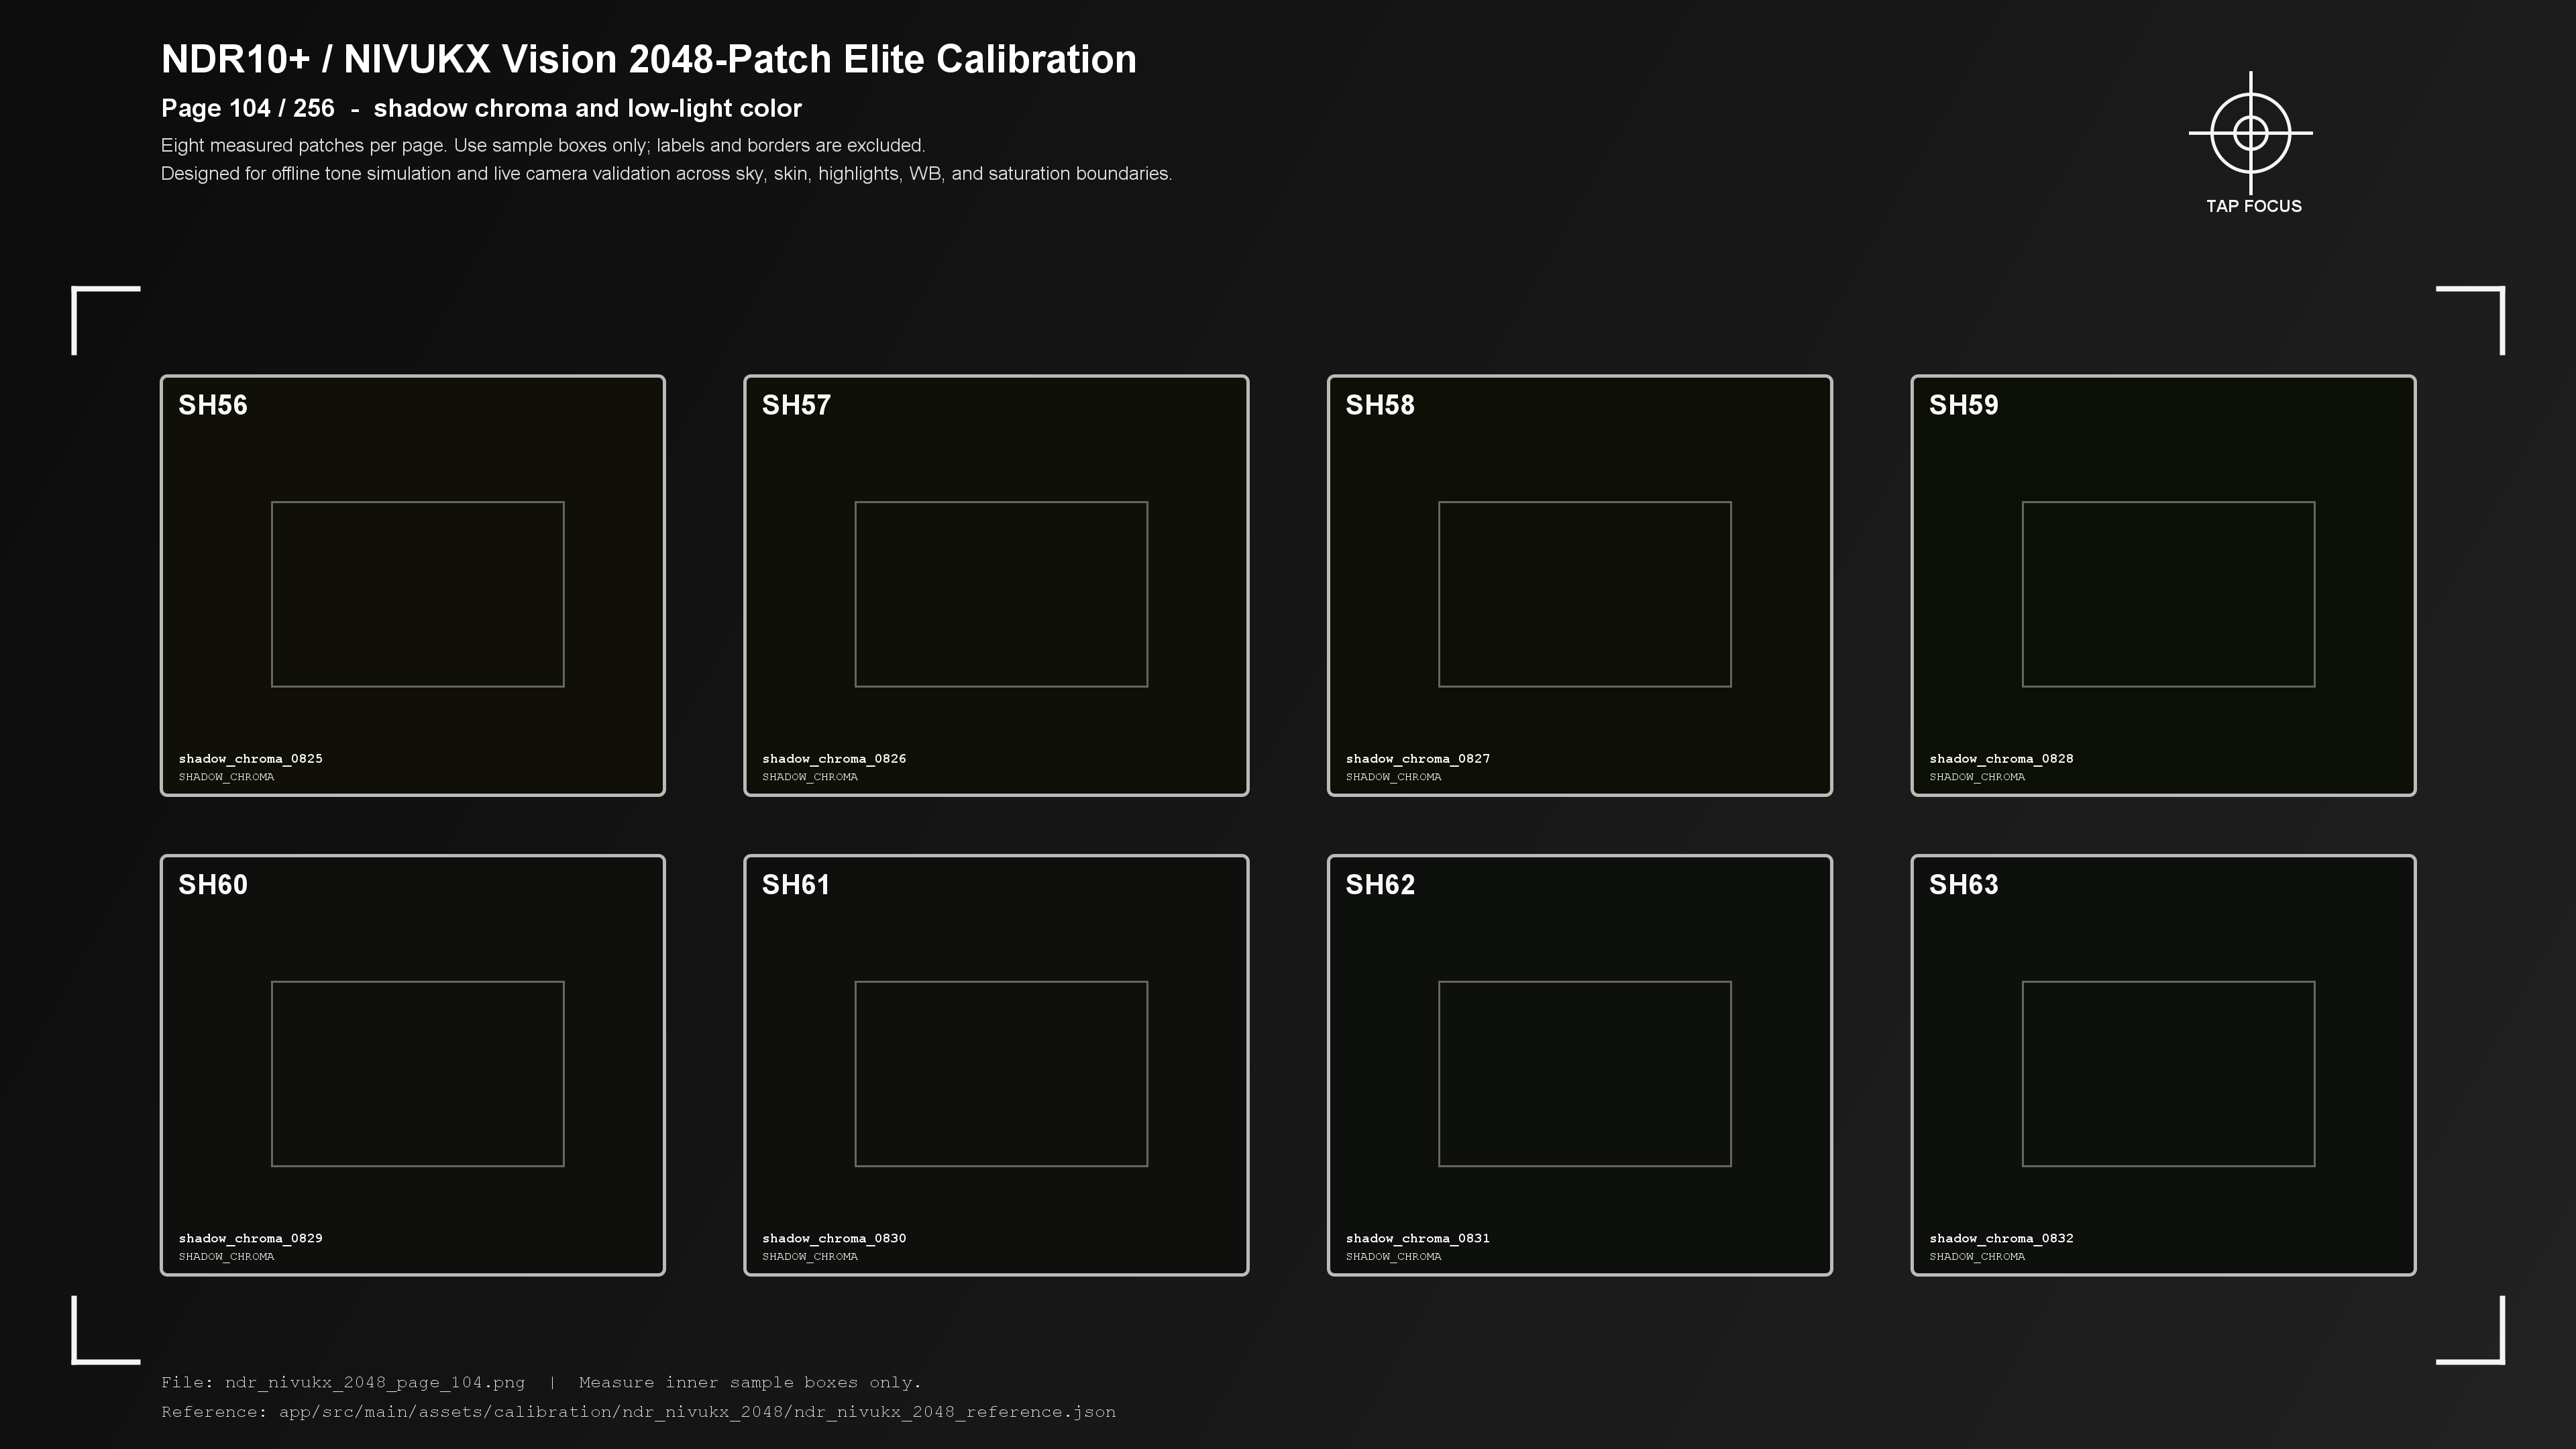 NDR10+ / NIVUKX Vision 2048-Patch Elite Calibration
Page 104 / 256 - shadow chroma and low-light color
Eight measured patches per page. Use sample boxes only; labels and borders are excluded.
Designed for offline tone simulation and live camera validation across sky, skin, highlights, WB, and saturation boundaries.
TAP FOCUS
SH56
shadow_chroma_0825
SHADOW_CHROMA
SH57
shadow_chroma_0826
SHADOW_CHROMA
SH58
shadow_chroma_0827
SHADOW_CHROMA
SH59
shadow_chroma_0828
SHADOW_CHROMA
SH60
shadow_chroma_0829
SHADOW_CHROMA
SH61
shadow_chroma_0830
SHADOW_CHROMA
SH62
shadow_chroma_0831
SHADOW_CHROMA
SH63
shadow_chroma_0832
SHADOW_CHROMA
File: ndr_nivukx_2048_page_104.png | Measure inner sample boxes only.
Reference: app/src/main/assets/calibration/ndr_nivukx_2048/ndr_nivukx_2048_reference.json